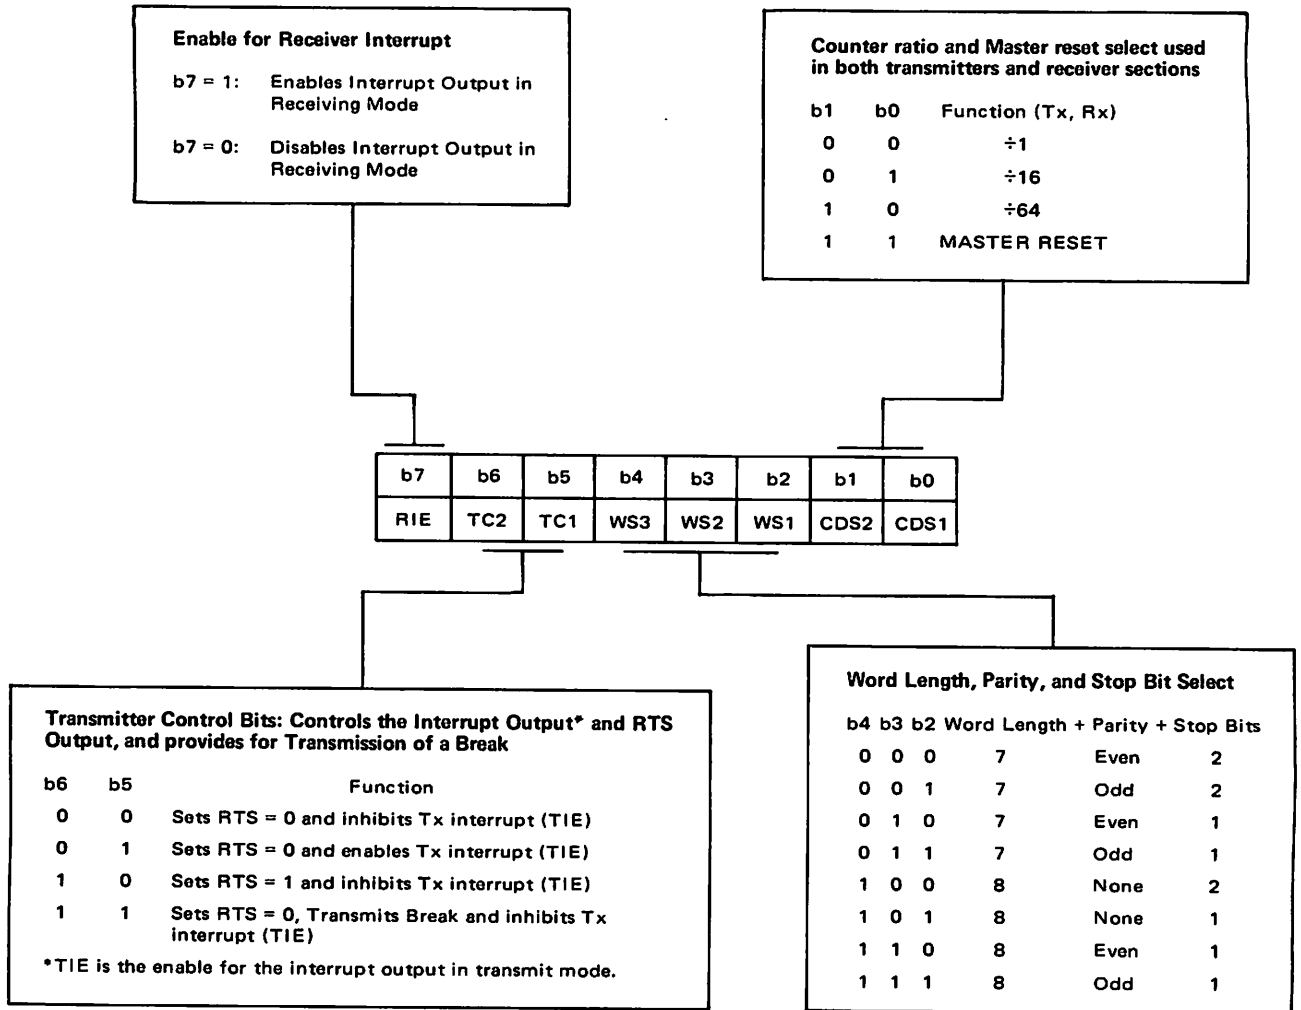 Enable for Receiver Interrupt
b7 = 1: Enables Interrupt Output in
Receiving Mode
b7 = 0: Disables Interrupt Output in
Receiving Mode
Counter ratio and Master reset select used
in both transmitters and receiver sections
b1 b0 Function (Tx, Rx)
0 0 ÷1
0 1 ÷16
1 0 ÷64
1 1 MASTER RESET
b7 b6 b5 b4 b3 b2 b1 b0
RIE TC2 TC1 WS3 WS2 WS1 CDS2 CDS1
Transmitter Control Bits: Controls the Interrupt Output* and RTS
Output, and provides for Transmission of a Break
b6 b5 Function
0 0 Sets RTS = 0 and inhibits Tx interrupt (TIE)
0 1 Sets RTS = 0 and enables Tx interrupt (TIE)
1 0 Sets RTS = 1 and inhibits Tx interrupt (TIE)
1 1 Sets RTS = 0, Transmits Break and inhibits Tx
interrupt (TIE)
*TIE is the enable for the interrupt output in transmit mode.
Word Length, Parity, and Stop Bit Select
b4 b3 b2 Word Length + Parity + Stop Bits
0 0 0 7 Even 2
0 0 1 7 Odd 2
0 1 0 7 Even 1
0 1 1 7 Odd 1
1 0 0 8 None 2
1 0 1 8 None 1
1 1 0 8 Even 1
1 1 1 8 Odd 1